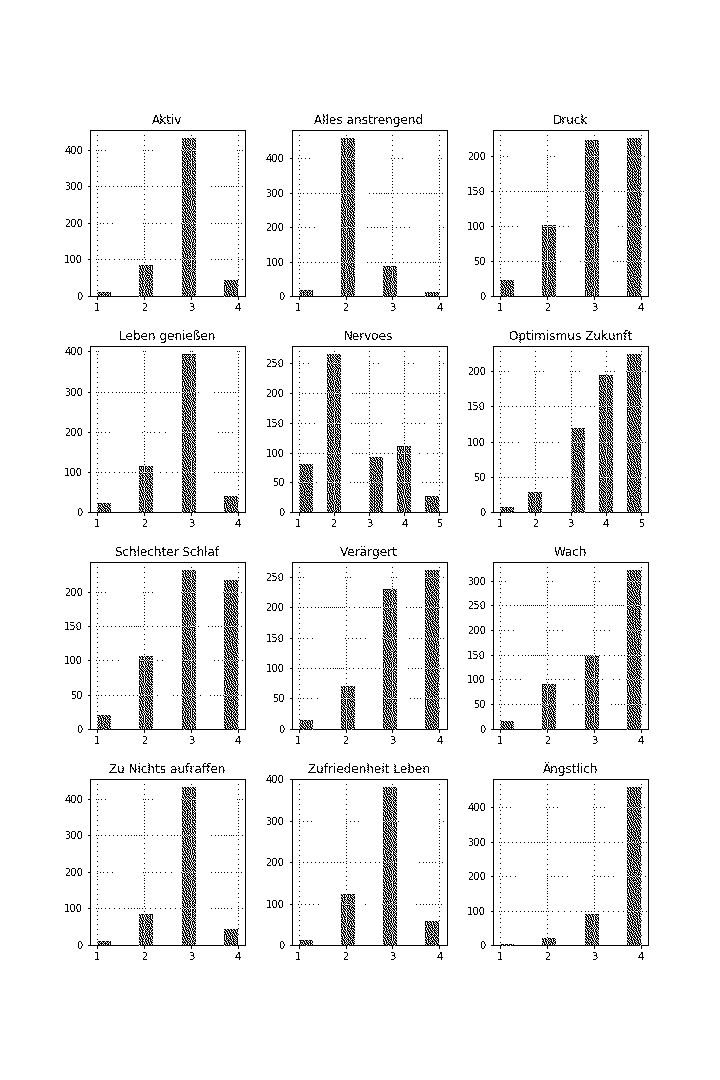 Aktiv Alles anstrengend Druck
400 400 200
300 300 150
200 200 100
100 100 50
0 0 0
1 2 3 4 1 2 3 4 1 2 3 4
Leben genießen Nervoes Optimismus Zukunft
400 250 200
300 200 150
200 150 100
100 100 50
0 50 0
0
1 2 3 4 1 2 3 4 5 1 2 3 4 5
Schlechter Schlaf Verärgert Wach
200 250 300
150 200 250
100 150 200
50 100 150
0 50 100
0 50
0
1 2 3 4 1 2 3 4 1 2 3 4
Zu Nichts aufraffen Zufriedenheit Leben Ängstlich
400 400 400
300 300 300
200 200 200
100 100 100
0 0 0
1 2 3 4 1 2 3 4 1 2 3 4